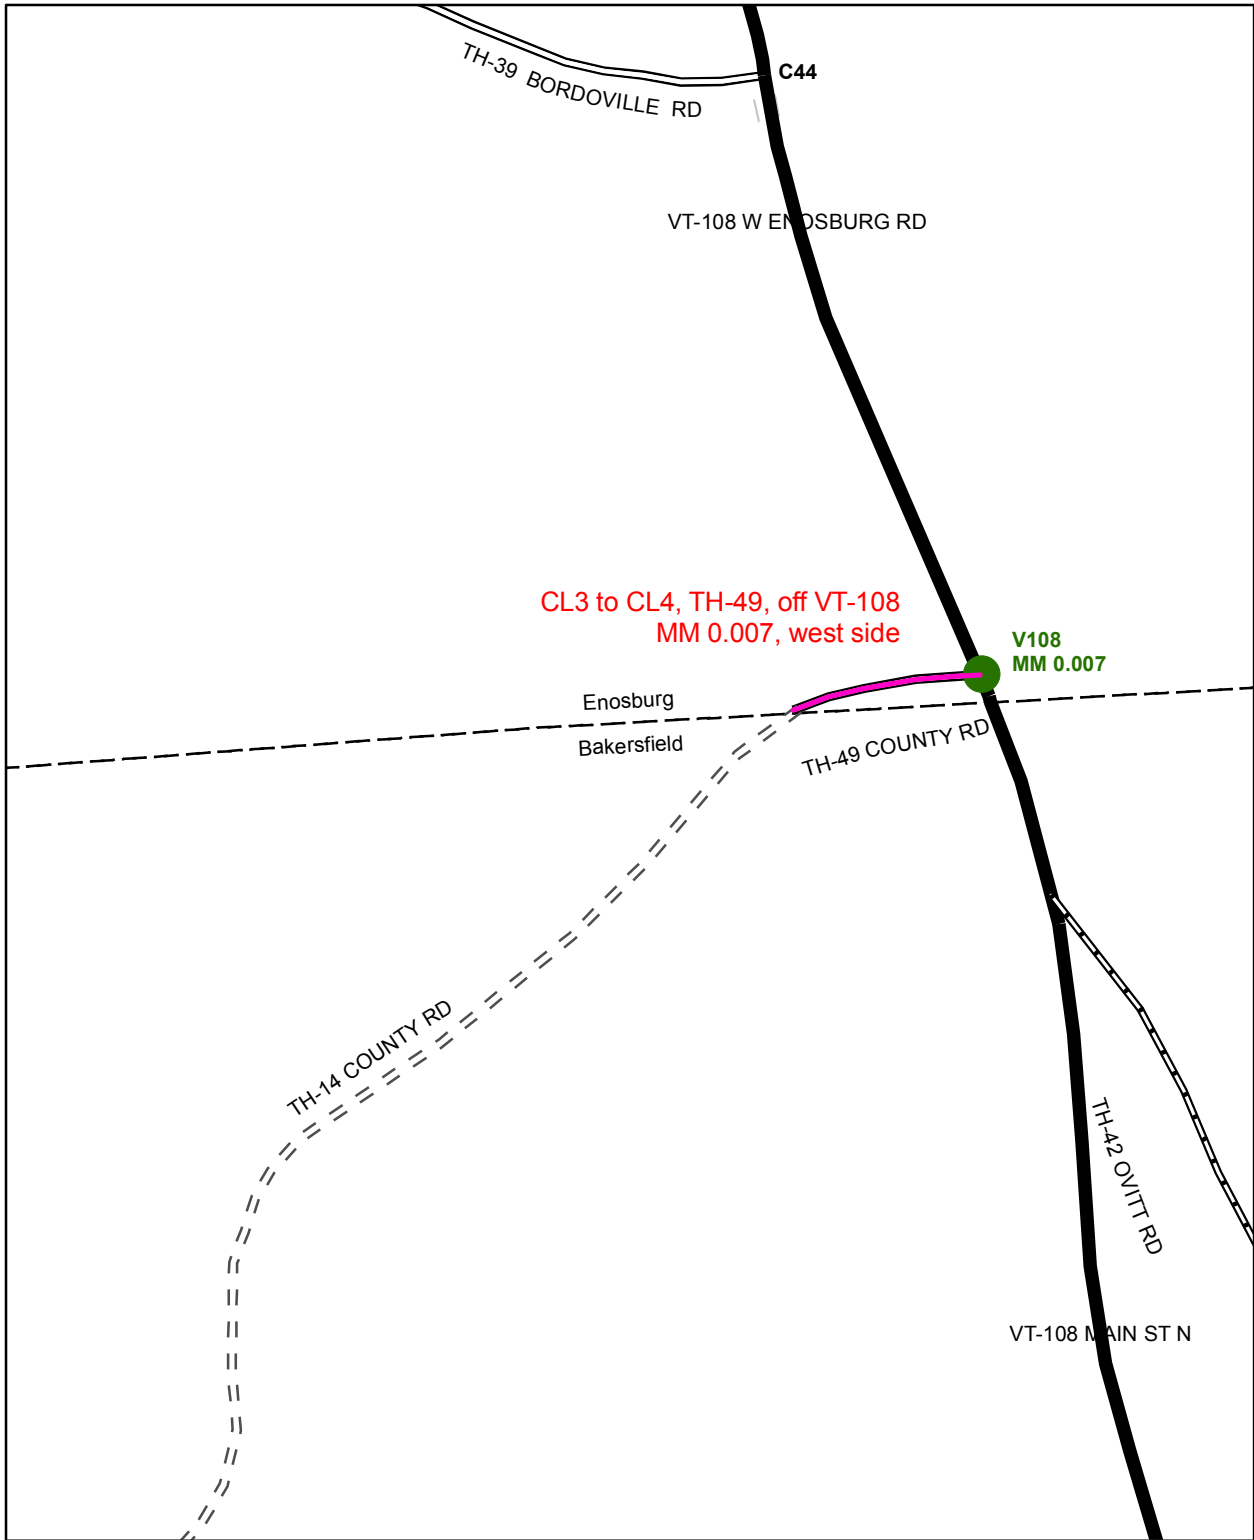 TH-39 BORDOVILLE RD
C44
VT-108 W ENOSBURG RD
CL3 to CL4, TH-49, off VT-108
MM 0.007, west side
V108
MM 0.007
Enosburg
Bakersfield
TH-49 COUNTY RD
TH-14 COUNTY RD
TH-42 OVITT RD
VT-108 MAIN ST N